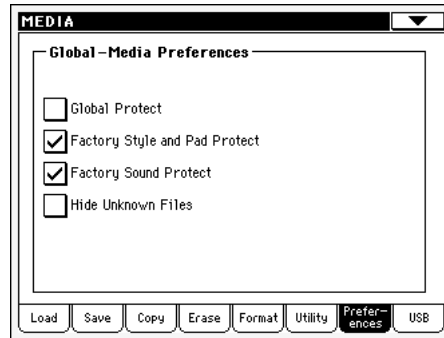 MEDIA
Global-Media Preferences
Global Protect
Factory Style and Pad Protect
Factory Sound Protect
Hide Unknown Files
Load Save Copy Erase Format Utility Prefer-
ences USB